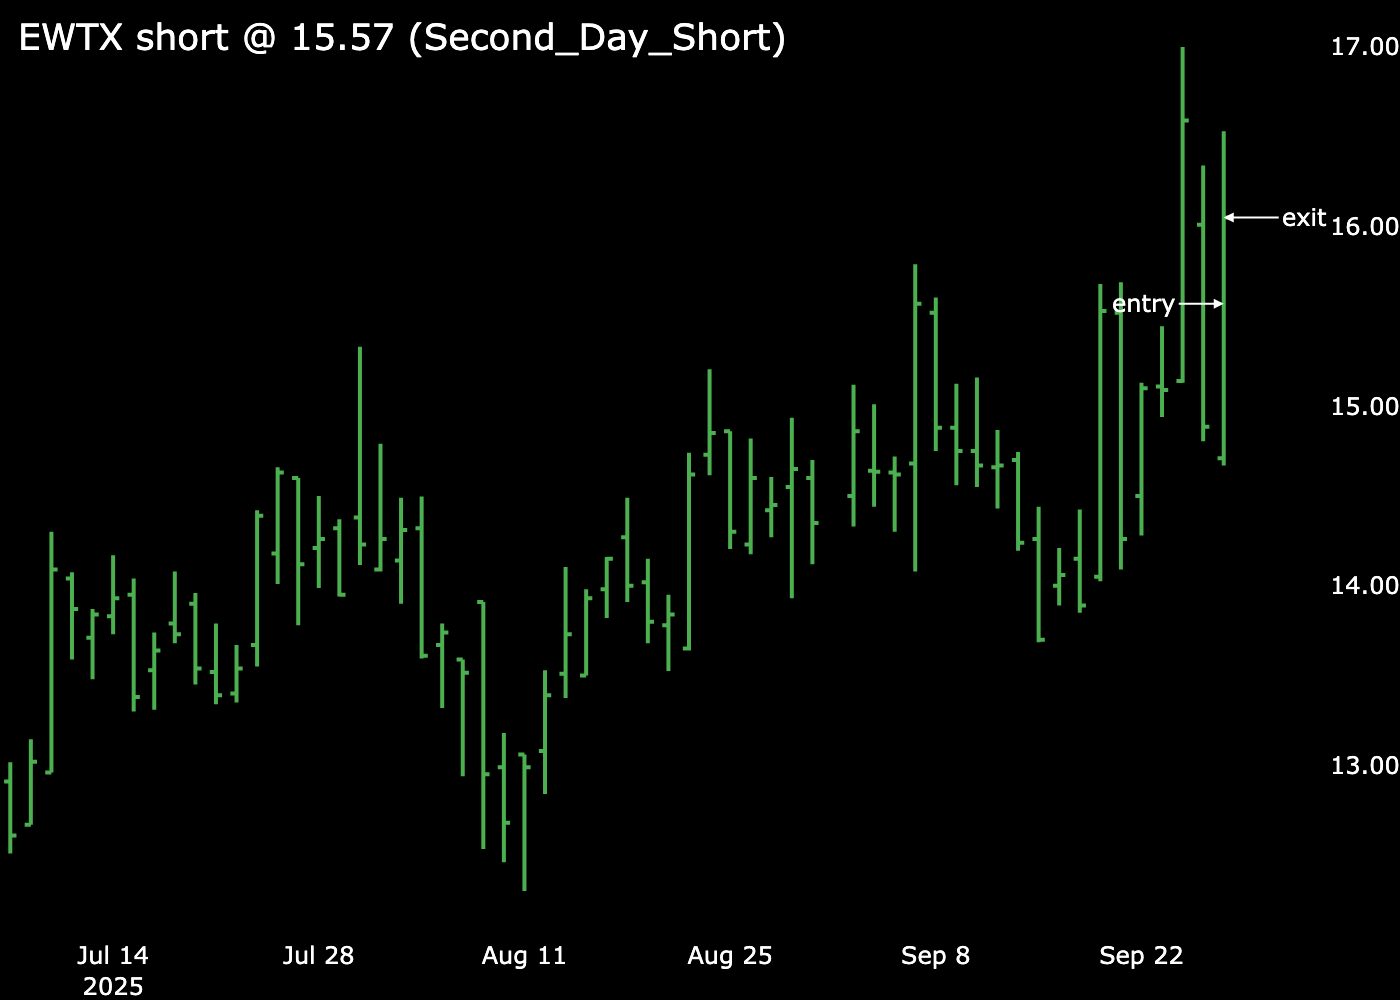 EWTX short @ 15.57 (Second_Day_Short)
17.00
exit
16.00
entry
15.00
14.00
13.00
Jul 14
2025
Jul 28
Aug 11
Aug 25
Sep 8
Sep 22